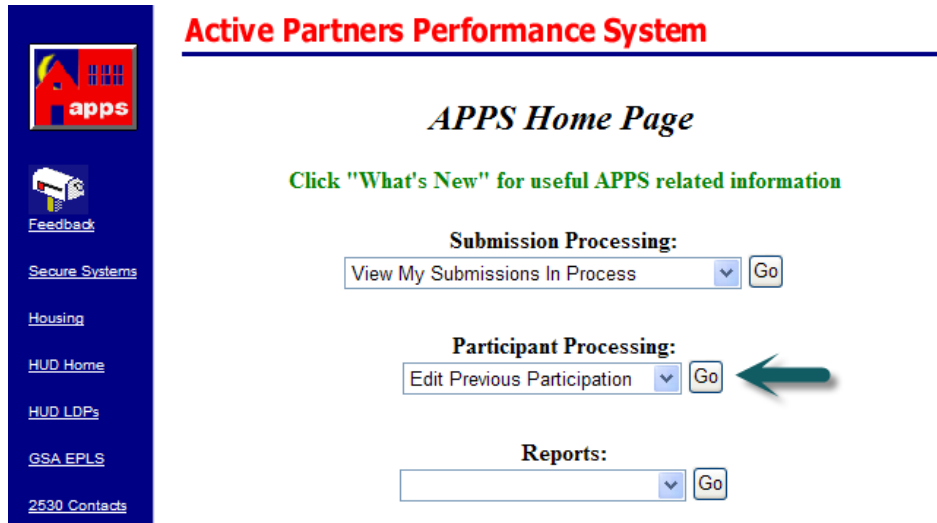 Active Partners Performance System
apps
APPS Home Page
Click "What's New" for useful APPS related information
Feedback
Secure Systems
Housing
HUD Home
HUD LDPs
GSA EPLS
2530 Contacts
Submission Processing:
View My Submissions In Process Go
Participant Processing:
Edit Previous Participation Go
Reports:
Go